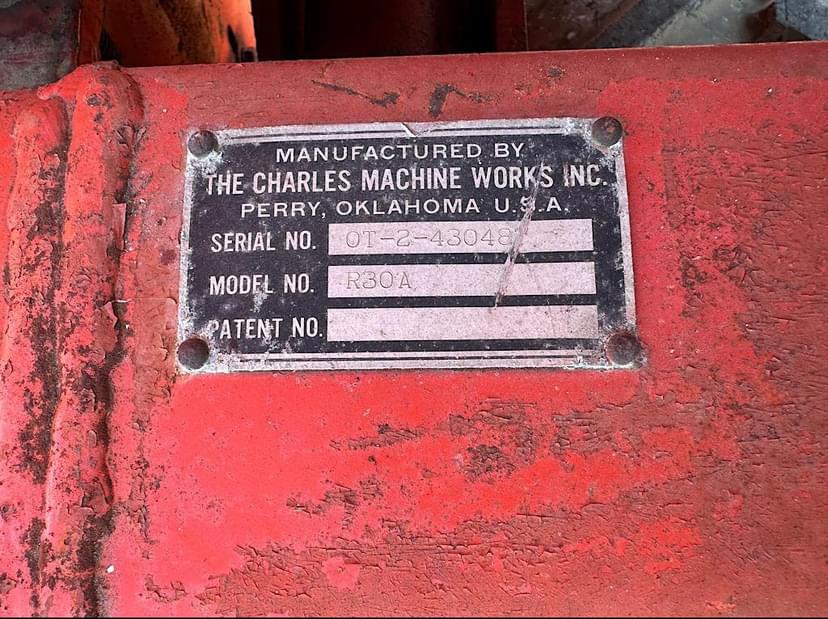 MANUFACTURED BY
THE CHARLES MACHINE WORKS INC.
PERRY, OKLAHOMA U.S.A.
SERIAL NO.
MODEL NO. R30A
PATENT NO.